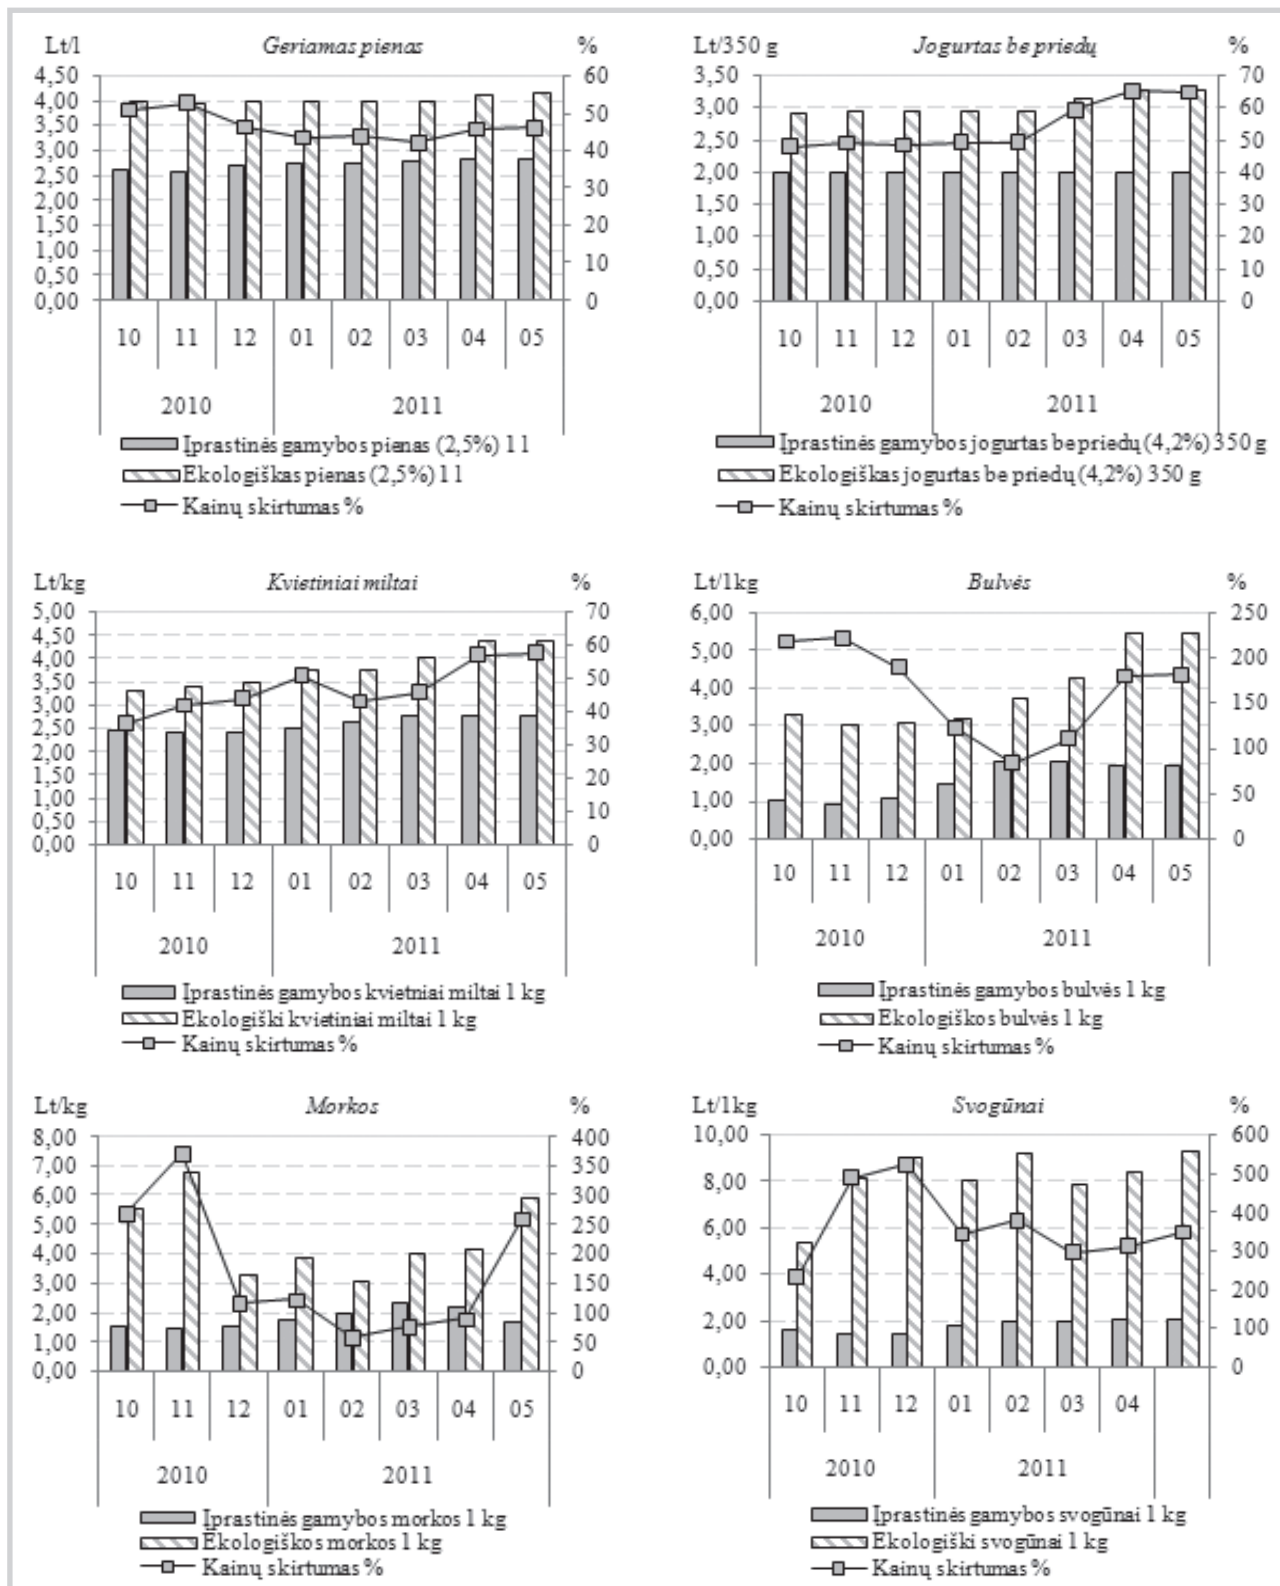 Lt/l Geriamas pienas %
4,50 60
4,00 50
3,50
3,00 40
2,50 30
2,00
1,50 20
1,00 10
0,50
0,00 0
10 11 12 01 02 03 04 05
2010 2011
Įprastinės gamybos pienas (2,5%) 1 l
Ekologiškas pienas (2,5%) 1 l
Kainų skirtumas %
Lt/350 g Jogurtas be priedų %
3,50 70
3,00 60
2,50 50
2,00 40
1,50 30
1,00 20
0,50 10
0,00 0
10 11 12 01 02 03 04 05
2010 2011
Įprastinės gamybos jogurtas be priedų (4,2%) 350 g
Ekologiškas jogurtas be priedų (4,2%) 350 g
Kainų skirtumas %
Lt/kg Kvietiniai miltai %
5,00 70
4,50 60
4,00
3,50 50
3,00 40
2,50
2,00 30
1,50 20
1,00
0,50 10
0,00 0
10 11 12 01 02 03 04 05
2010 2011
Įprastinės gamybos kvietniai miltai 1 kg
Ekologiški kvietiniai miltai 1 kg
Kainų skirtumas %
Lt/1kg Bulvės %
6,00 250
5,00 200
4,00
3,00 150
2,00 100
1,00 50
0,00 0
10 11 12 01 02 03 04 05
2010 2011
Įprastinės gamybos bulvės 1 kg
Ekologiškos bulvės 1 kg
Kainų skirtumas %
Lt/kg Morkos %
8,00 400
7,00 350
6,00 300
5,00 250
4,00 200
3,00 150
2,00 100
1,00 50
0,00 0
10 11 12 01 02 03 04 05
2010 2011
Įprastinės gamybos morkos 1 kg
Ekologiškos morkos 1 kg
Kainų skirtumas %
Lt/1kg Svogūnai %
10,00 600
8,00 500
6,00 400
4,00 300
200
2,00 100
0,00 0
10 11 12 01 02 03 04
2010 2011
Įprastinės gamybos svogūnai 1 kg
Ekologiški svogūnai 1 kg
Kainų skirtumas %